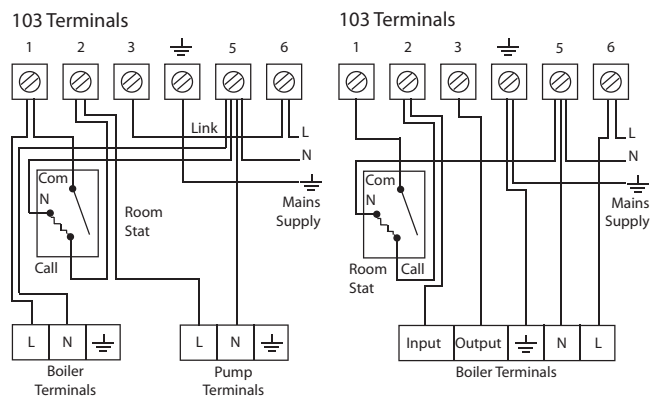 103 Terminals
1 2 3 5 6
Link
L
N
Com
N
Room
Stat
Call
Mains
Supply
L N
Boiler
Terminals
L N
Pump
Terminals
103 Terminals
1 2 3 5 6
L
N
Com
N
Mains
Supply
Room
Stat
Call
Input Output N L
Boiler Terminals